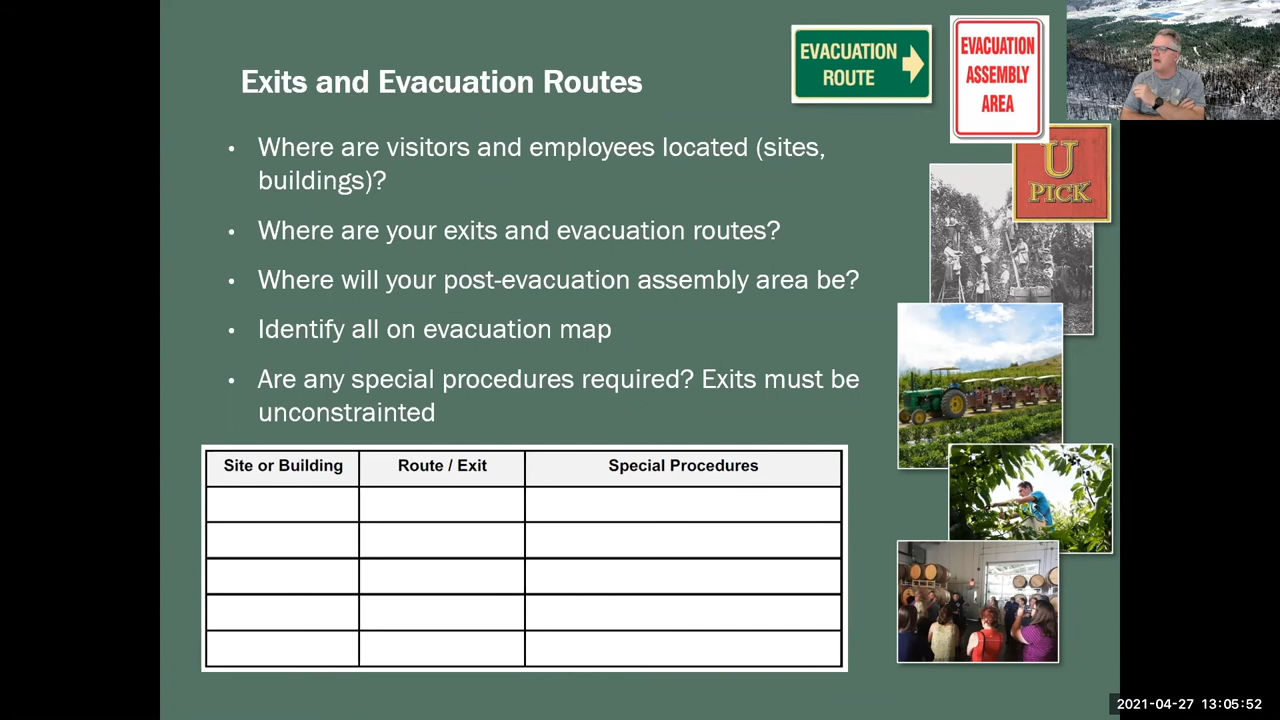 Exits and Evacuation Routes
EVACUATION
ROUTE
EVACUATION
ASSEMBLY
AREA
U
PICK
• Where are visitors and employees located (sites,
buildings)?
• Where are your exits and evacuation routes?
• Where will your post-evacuation assembly area be?
• Identify all on evacuation map
• Are any special procedures required? Exits must be
unconstrainted
Site or Building Route / Exit Special Procedures
2021-04-27 13:05:52